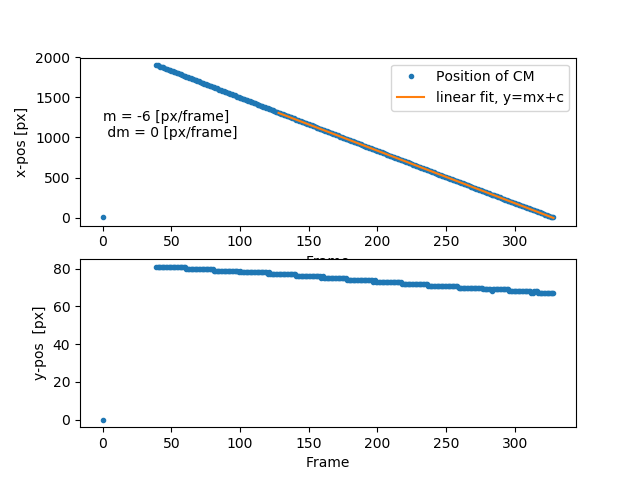 2000
1500
1000
500
0
x-pos [px]
Position of CM
linear fit, y=mx+c
m = -6 [px/frame]
dm = 0 [px/frame]
0 50 100 150 200 250 300
Frame
80
60
40
20
0
y-pos [px]
0 50 100 150 200 250 300
Frame